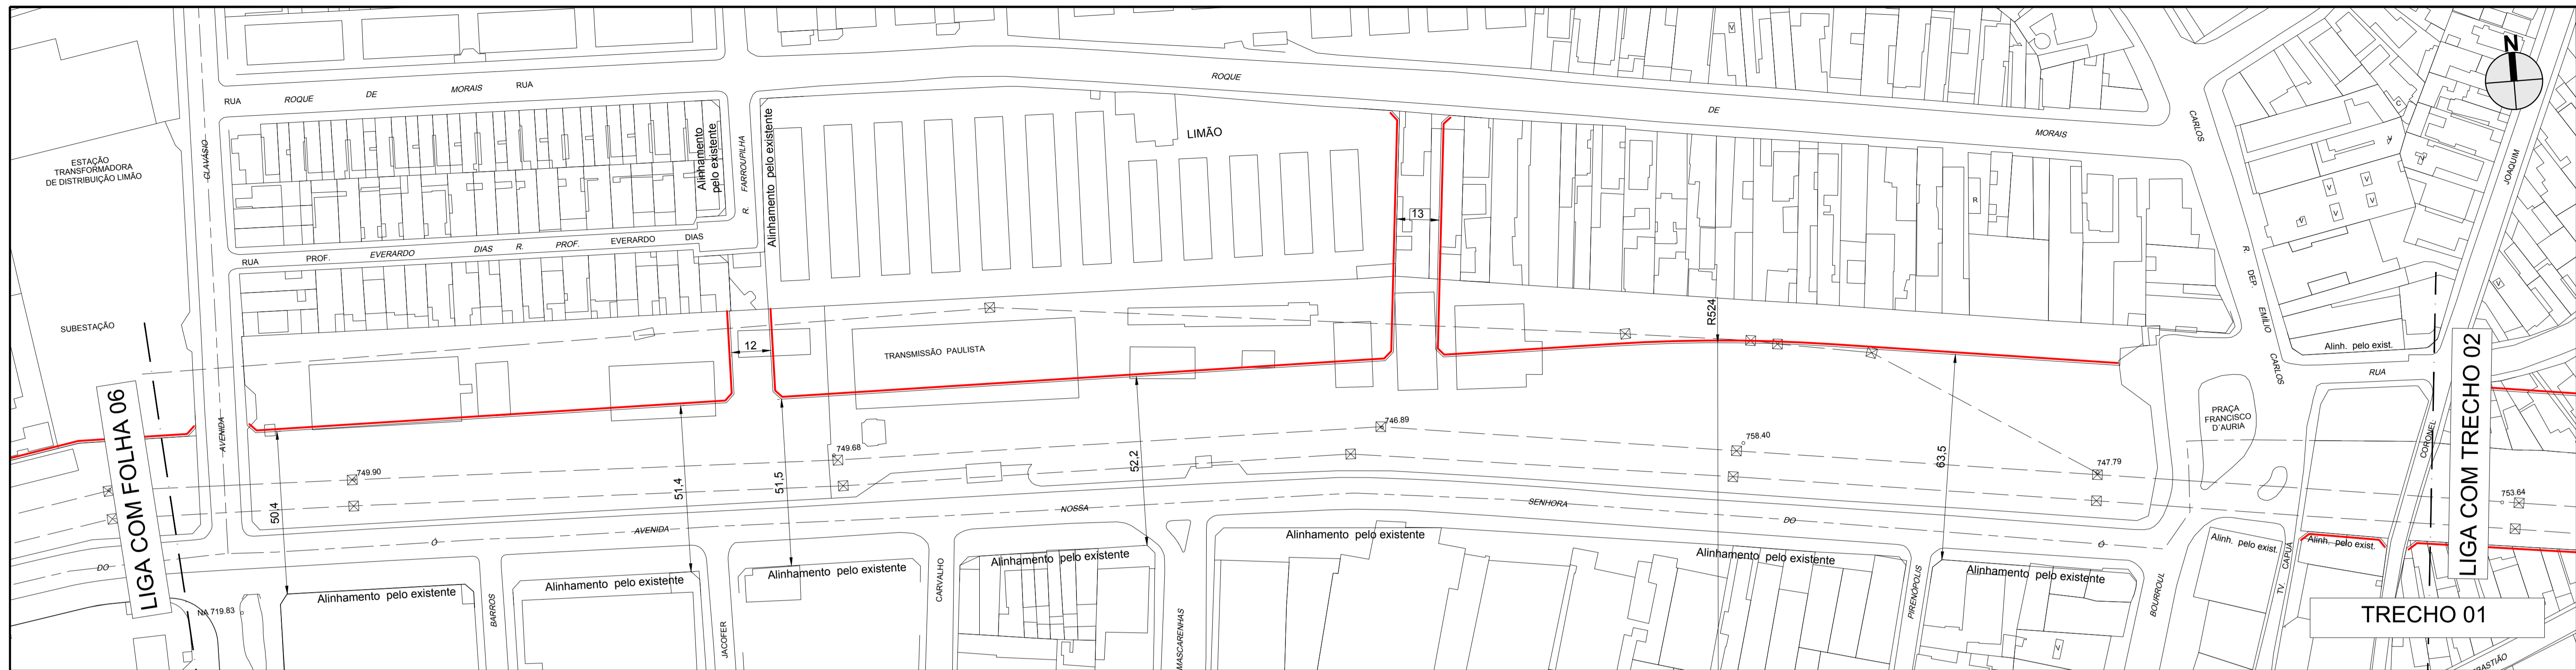 N
RUA ROQUE DE MORAIS RUA
ROQUE
DE
MORAIS
CARLOS
JOAQUIM
V
C
V
V
V
V
V
V
R
V
ESTAÇÃO
TRANSFORMADORA
DE DISTRIBUIÇÃO LIMÃO
CLAVÁSIO
Alinhamento
pelo existente
R. FARROUPILHA
Alinhamento pelo existente
LIMÃO
13
RUA PROF. EVERARDO DIAS R. PROF. EVERARDO DIAS
R. DEP. EMÍLIO CARLOS
SUBESTAÇÃO
12
TRANSMISSÃO PAULISTA
R524
Alinh. pelo exist.
RUA
LIGA COM FOLHA 06
LIGA COM TRECHO 02
AVENIDA
PRAÇA
FRANCISCO
D'AURIA
CORONEL
749.90
749.68
746.89
758.40
747.79
753.64
50,4
51,4
51,5
52,2
63,5
DO
Ó
AVENIDA
NOSSA
SENHORA
DO
Ó
NA 719.83
Alinhamento pelo existente
Alinhamento pelo existente
Alinhamento pelo existente
Alinhamento pelo existente
Alinhamento pelo existente
Alinhamento pelo existente
Alinhamento pelo existente
Alinh. pelo exist.
Alinh. pelo exist.
BARROS
JACOFER
CARVALHO
MASCARENHAS
PIRENÓPOLIS
BOURROUL
TV. CAPUA
V
TRECHO 01